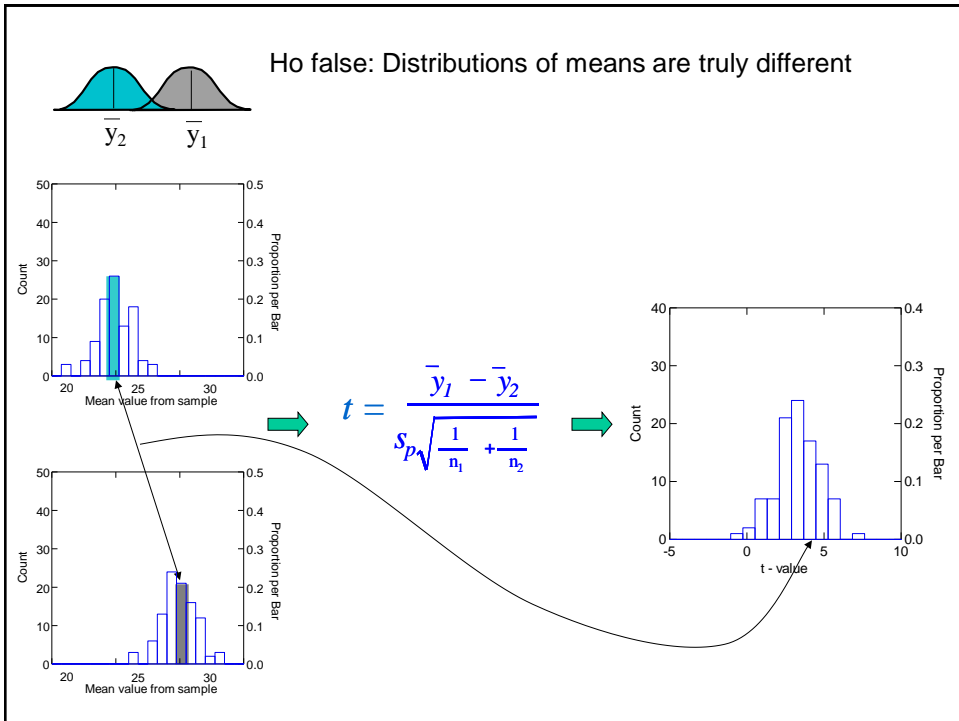 Ho false: Distributions of means are truly different
y̅₂
y̅₁
50
40
30
20
10
0
Count
0.5
0.4
0.3
0.2
0.1
0.0
Proportion per Bar
20 25 30
Mean value from sample
t = (y̅₁ − y̅₂) / (sₚ√(1/n₁ + 1/n₂))
40
30
20
10
0
Count
0.4
0.3
0.2
0.1
0.0
Proportion per Bar
-5 0 5 10
t - value
50
40
30
20
10
0
Count
0.5
0.4
0.3
0.2
0.1
0.0
Proportion per Bar
20 25 30
Mean value from sample